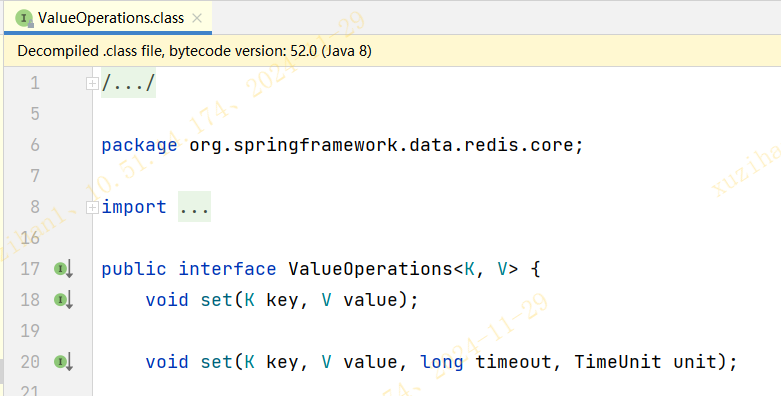 ValueOperations.class
Decompiled .class file, bytecode version: 52.0 (Java 8)
1 /.../
5
6 package org.springframework.data.redis.core;
7
8 import ...
16
17 public interface ValueOperations<K, V> {
18 void set(K key, V value);
19
20 void set(K key, V value, long timeout, TimeUnit unit);
21